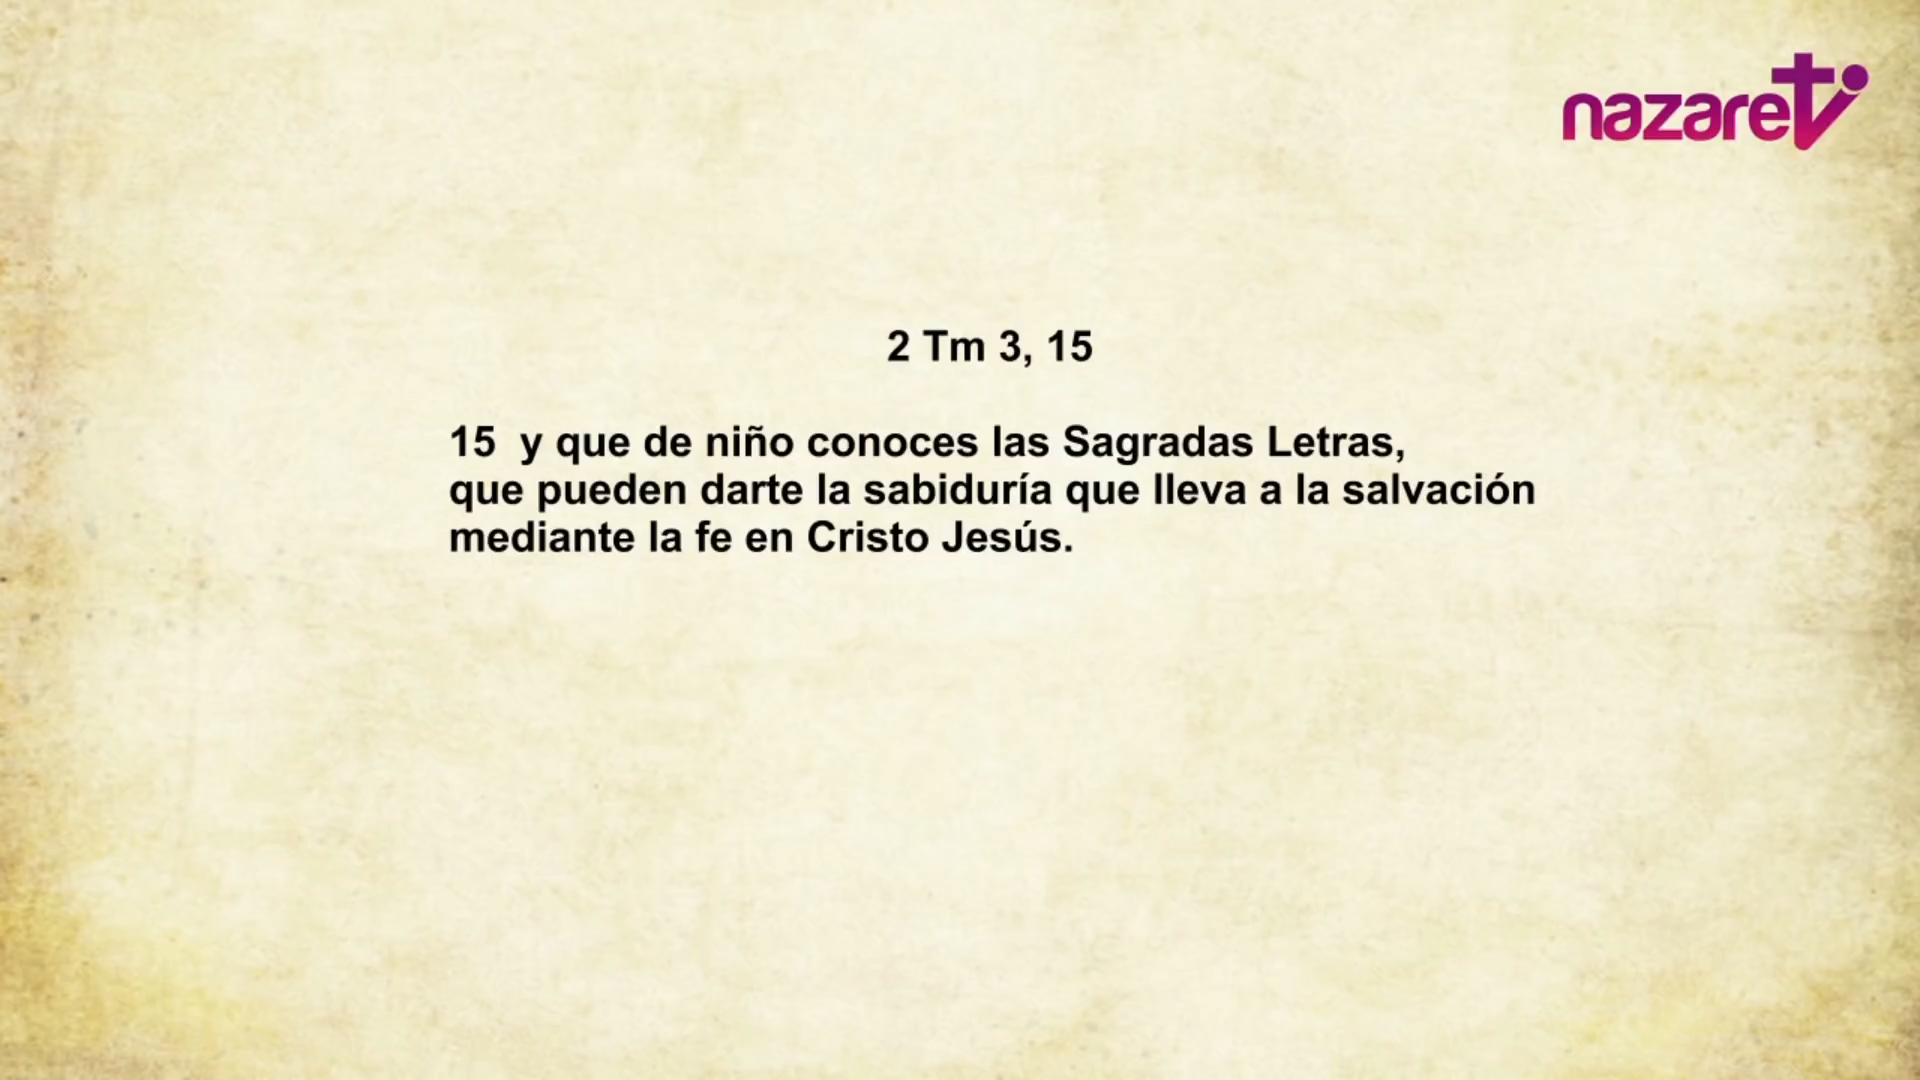 nazaretv
2 Tm 3, 15
15  y que de niño conoces las Sagradas Letras,
que pueden darte la sabiduría que lleva a la salvación
mediante la fe en Cristo Jesús.